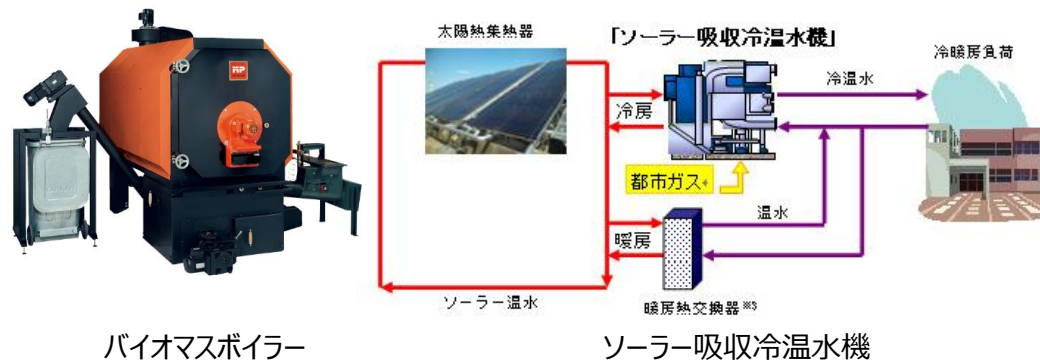 太陽熱集熱器
「ソーラー吸収冷温水機」
冷暖房負荷
冷温水
冷房
都市ガス
温水
暖房
ソーラー温水
暖房熱交換器※3
HP
バイオマスボイラー
ソーラー吸収冷温水機